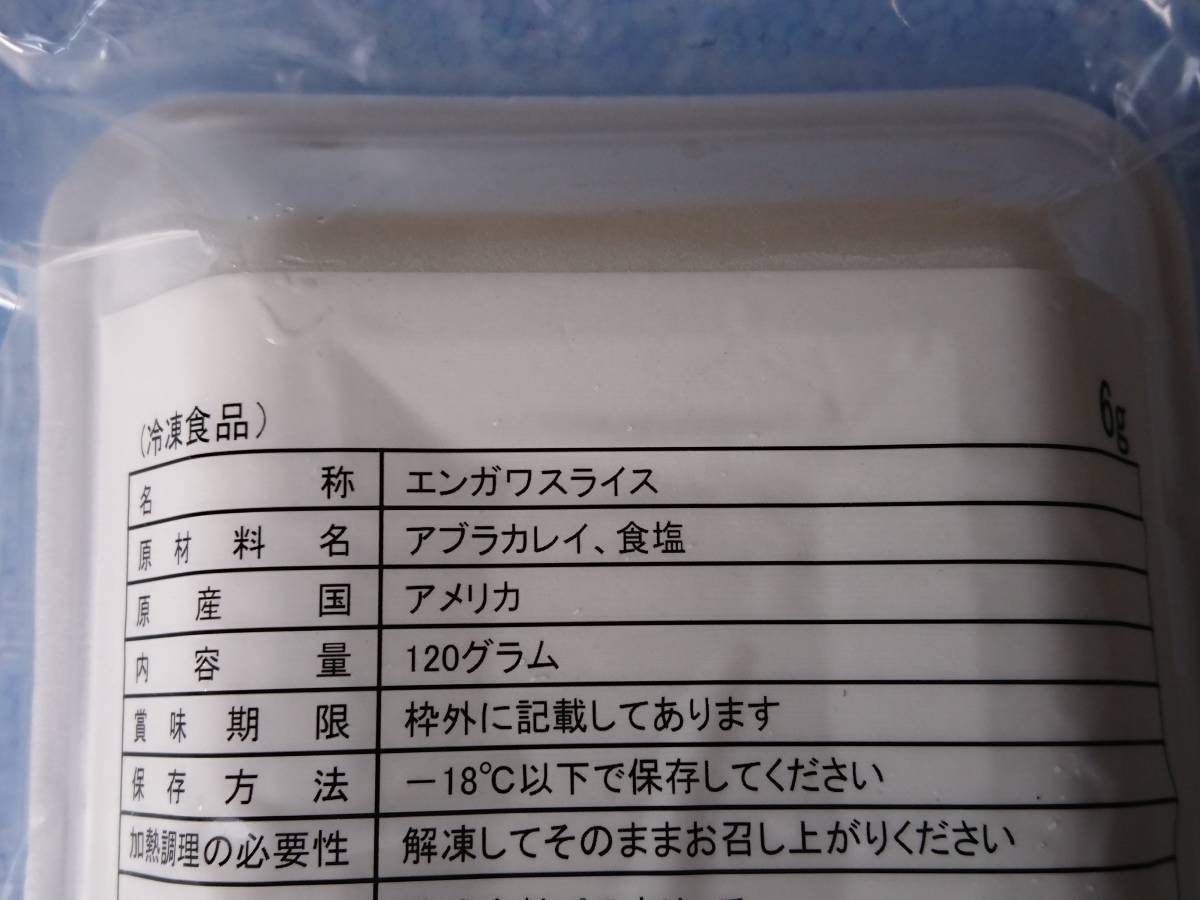 6g
(冷凍食品)
名称 エンガワスライス
原材料名 アブラカレイ、食塩
原産国 アメリカ
内容量 120グラム
賞味期限 枠外に記載してあります
保存方法 －18℃以下で保存してください
加熱調理の必要性 解凍してそのままお召し上がりください